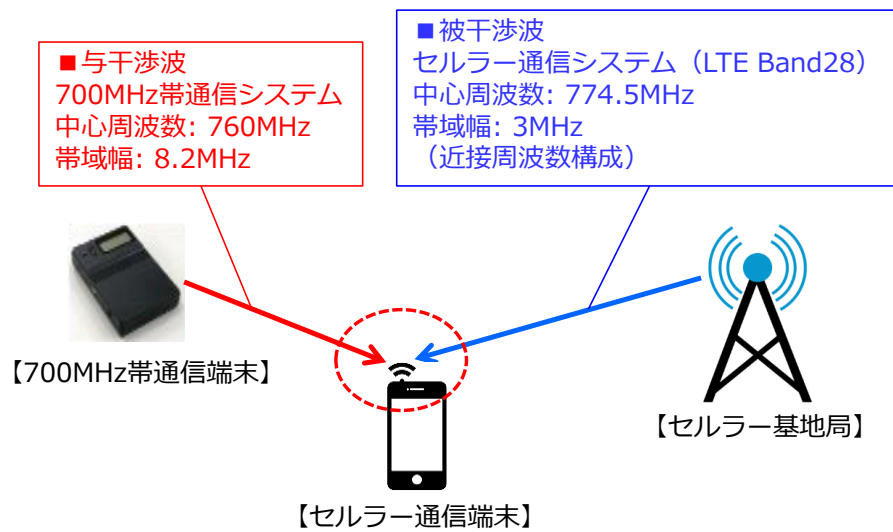 ■与干渉波
700MHz帯通信システム
中心周波数: 760MHz
帯域幅: 8.2MHz
■被干渉波
セルラー通信システム（LTE Band28）
中心周波数: 774.5MHz
帯域幅: 3MHz
（近接周波数構成）
【700MHz帯通信端末】
【セルラー基地局】
【セルラー通信端末】